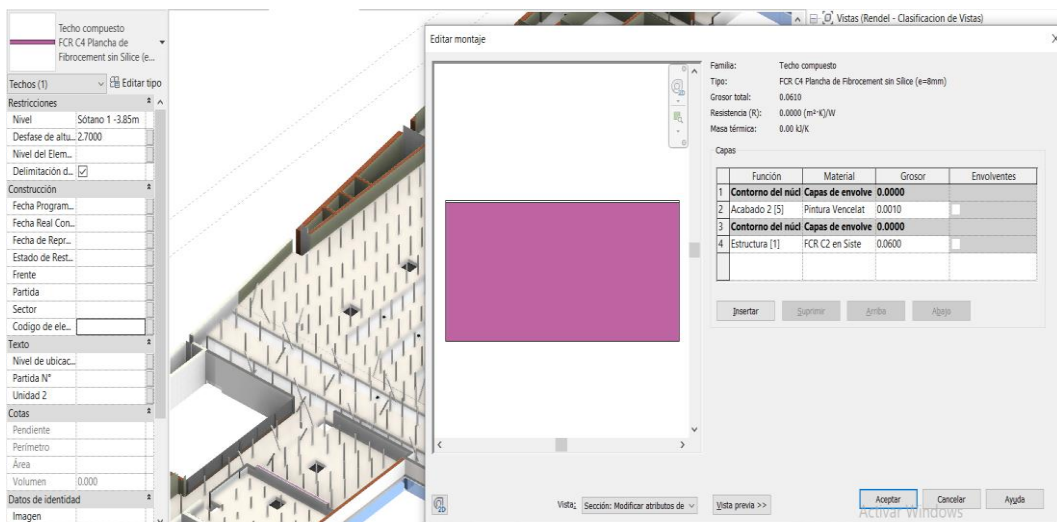 Techo compuesto
FCR C4 Plancha de
Fibrocement sin Sílice (e...
Techos (1)
Editar tipo
Restricciones
Nivel Sótano 1 -3.85m
Desfase de altu... 2.7000
Nivel del Elem...
Delimitación d...
Construcción
Fecha Program...
Fecha Real Con...
Fecha de Repr...
Estado de Rest...
Frente
Partida
Sector
Codigo de ele...
Texto
Nivel de ubicac...
Partida N°
Unidad 2
Cotas
Pendiente
Perímetro
Área
Volumen 0.000
Datos de identidad
Imagen
Vistas (Rendel - Clasificacion de Vistas)
Editar montaje
Familia: Techo compuesto
Tipo: FCR C4 Plancha de Fibrocement sin Sílice (e=8mm)
Grosor total: 0.0610
Resistencia (R): 0.0000 (m²·K)/W
Masa térmica: 0.00 kJ/K
Capas
Función Material Grosor Envolventes
1 Contorno del núcl Capas de envolve 0.0000
2 Acabado 2 [5] Pintura Vencelat 0.0010
3 Contorno del núcl Capas de envolve 0.0000
4 Estructura [1] FCR C2 en Siste 0.0600
Insertar Suprimir Arriba Abajo
2D
Vista: Sección: Modificar atributos de
Vista previa >>
Aceptar Cancelar Ayuda
Activar Windows